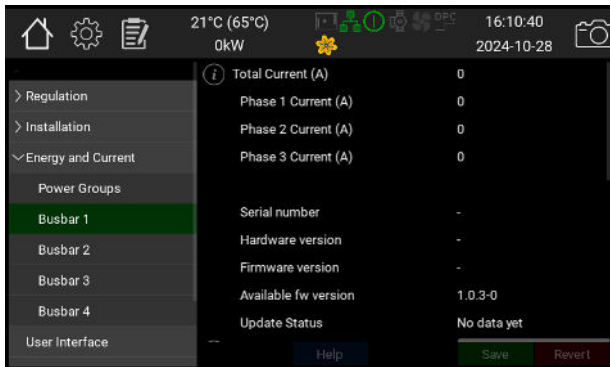 21°C (65°C)
0kW
DPC
16:10:40
2024-10-28
Regulation
Installation
Energy and Current
Power Groups
Busbar 1
Busbar 2
Busbar 3
Busbar 4
User Interface
i Total Current (A) 0
Phase 1 Current (A) 0
Phase 2 Current (A) 0
Phase 3 Current (A) 0
Serial number -
Hardware version -
Firmware version -
Available fw version 1.0.3-0
Update Status No data yet
Help Save Revert